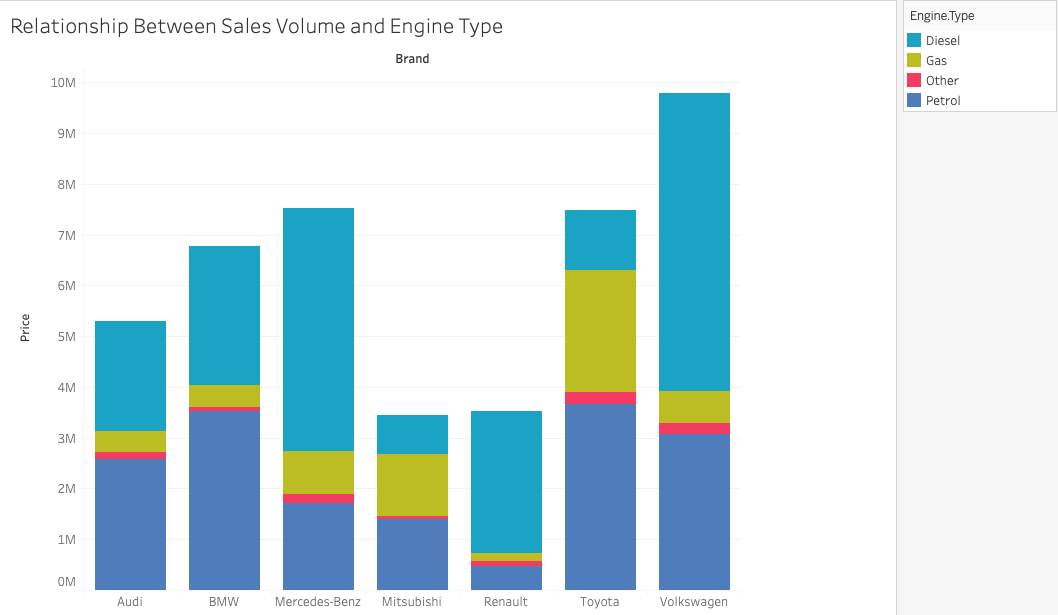 Relationship Between Sales Volume and Engine Type
Brand
10M
9M
8M
7M
6M
5M
4M
3M
2M
1M
0M
Price
Audi BMW Mercedes-Benz Mitsubishi Renault Toyota Volkswagen
Engine.Type
Diesel
Gas
Other
Petrol